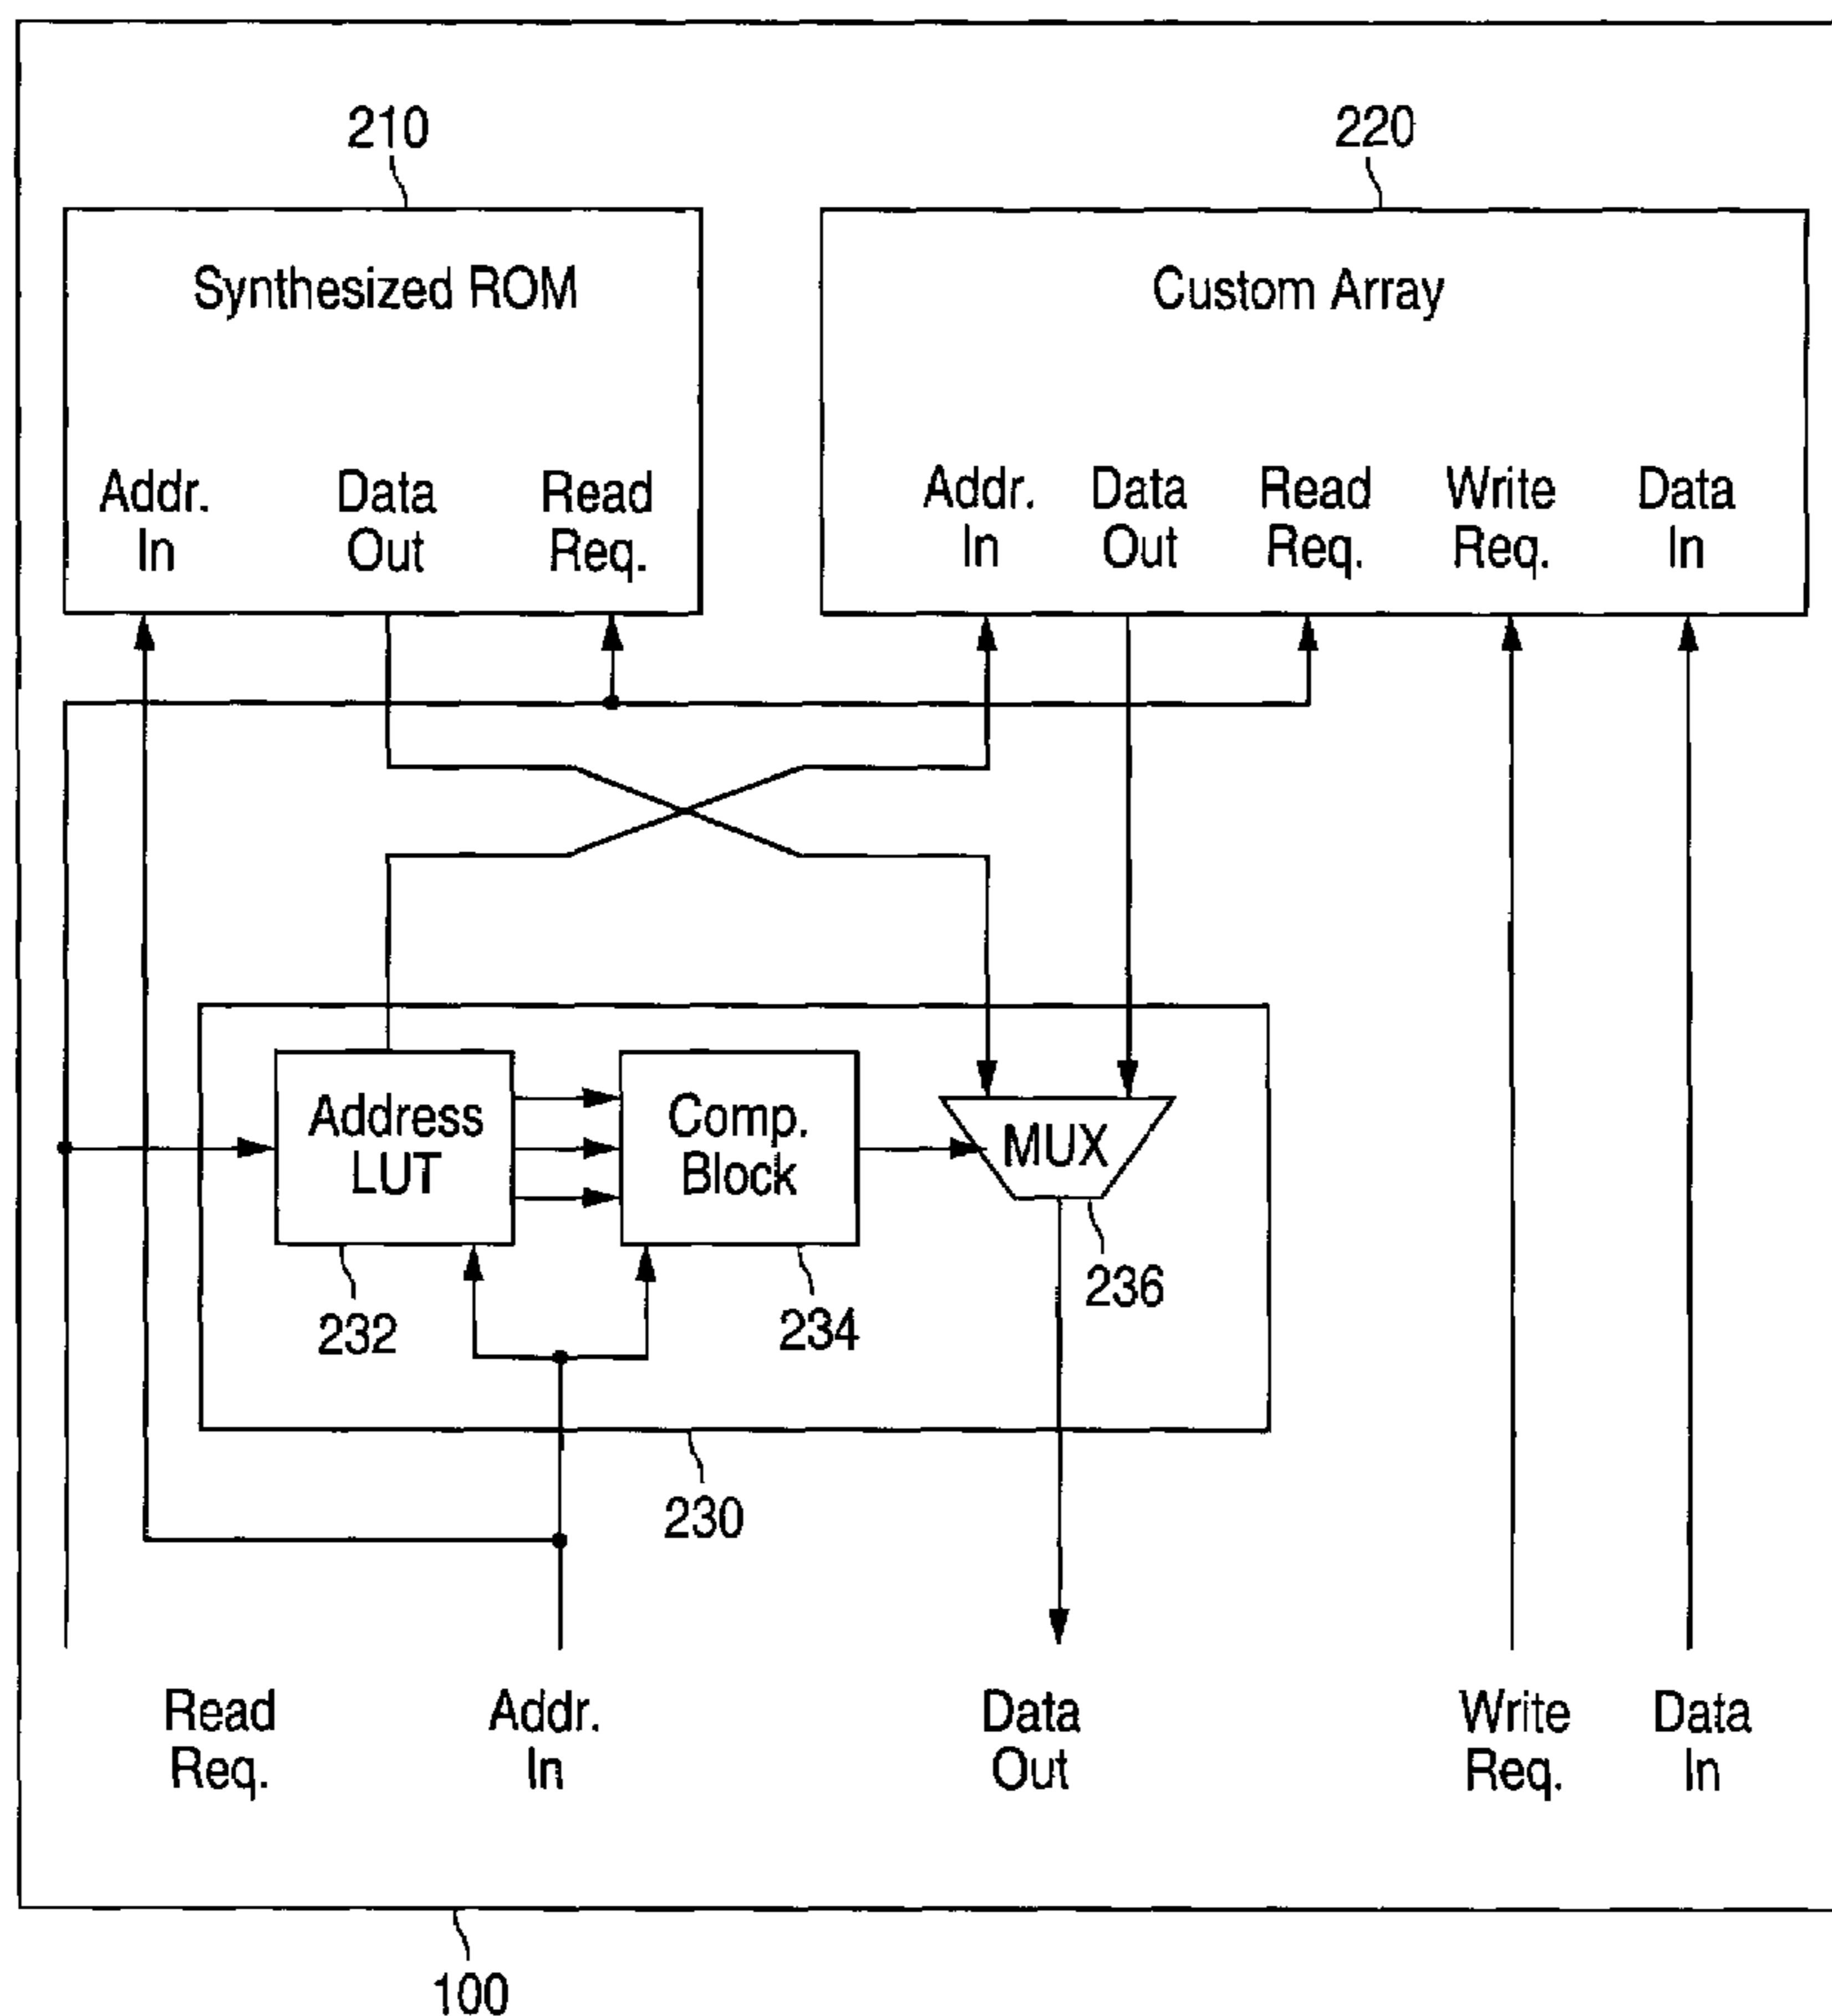 210
220
Synthesized ROM
Custom Array
Addr. Data Read
In Out Req.
Addr. Data Read Write Data
In Out Req. Req. In
Address
LUT
Comp.
Block
MUX
232
234
236
230
Read
Req.
Addr.
In
Data
Out
Write
Req.
Data
In
100